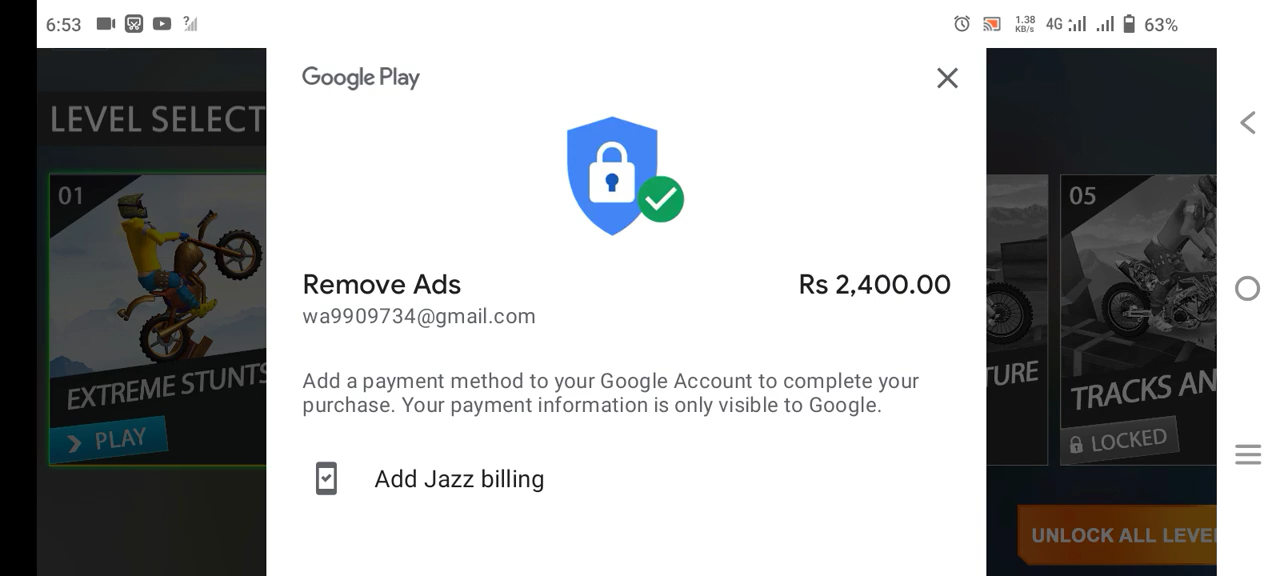 6:53
1.38
KB/s
4G
63%
Google Play
LEVEL SELECT
01
05
Remove Ads
Rs 2,400.00
wa9909734@gmail.com
Add a payment method to your Google Account to complete your
purchase. Your payment information is only visible to Google.
EXTREME STUNTS
TURE
TRACKS AN
PLAY
LOCKED
Add Jazz billing
UNLOCK ALL LEVE